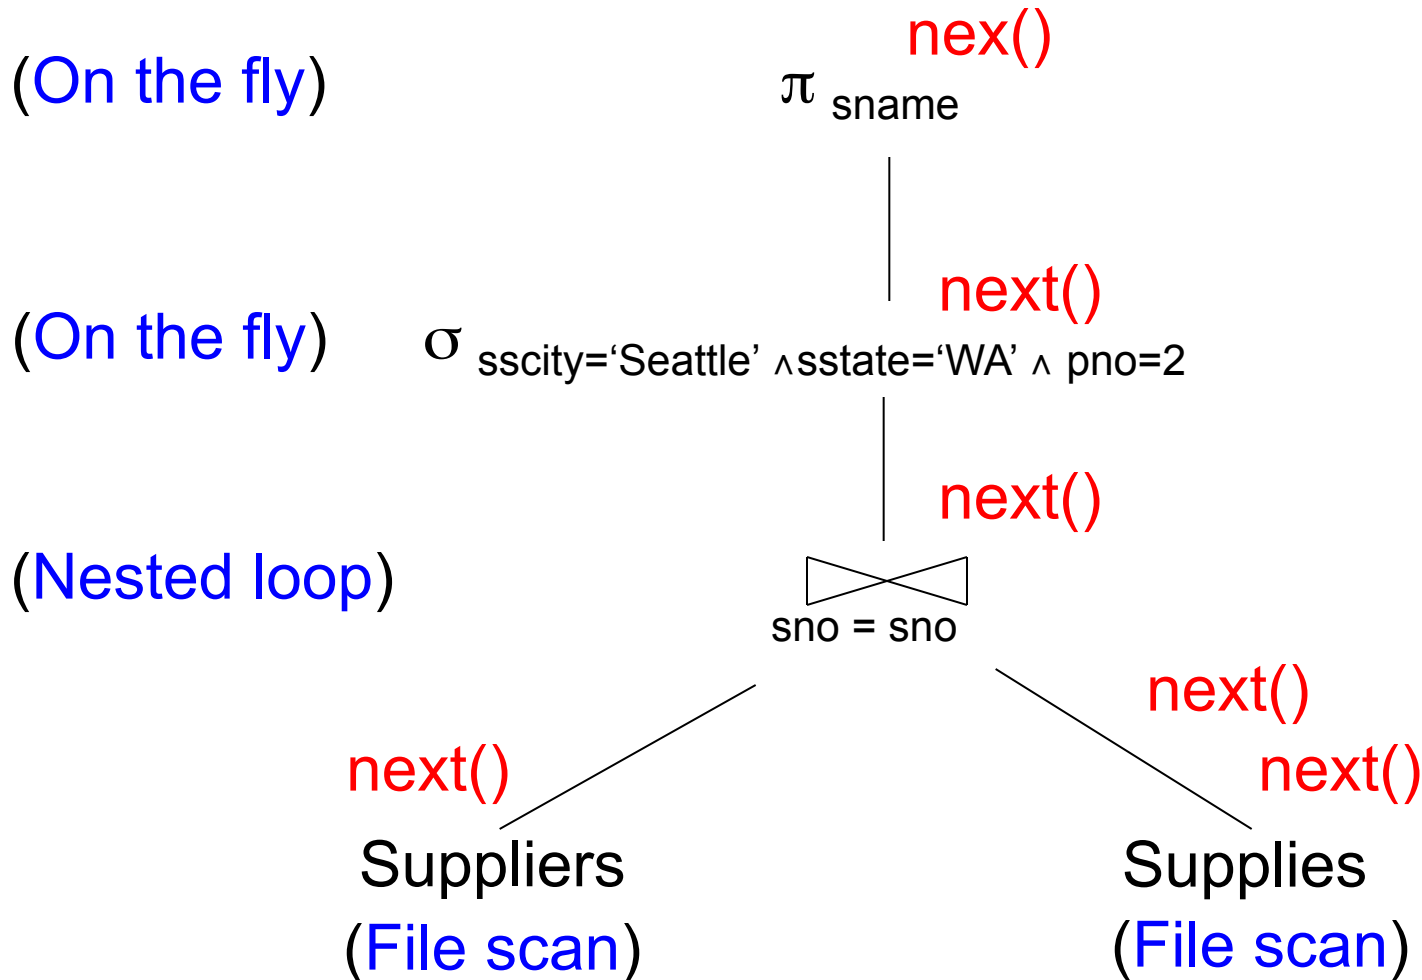 nex()
(On the fly) π sname
next()
(On the fly) σ sscity=‘Seattle’ ∧sstate=‘WA’ ∧ pno=2
next()
(Nested loop)
sno = sno
next()
next() next()
Suppliers Supplies
(File scan) (File scan)